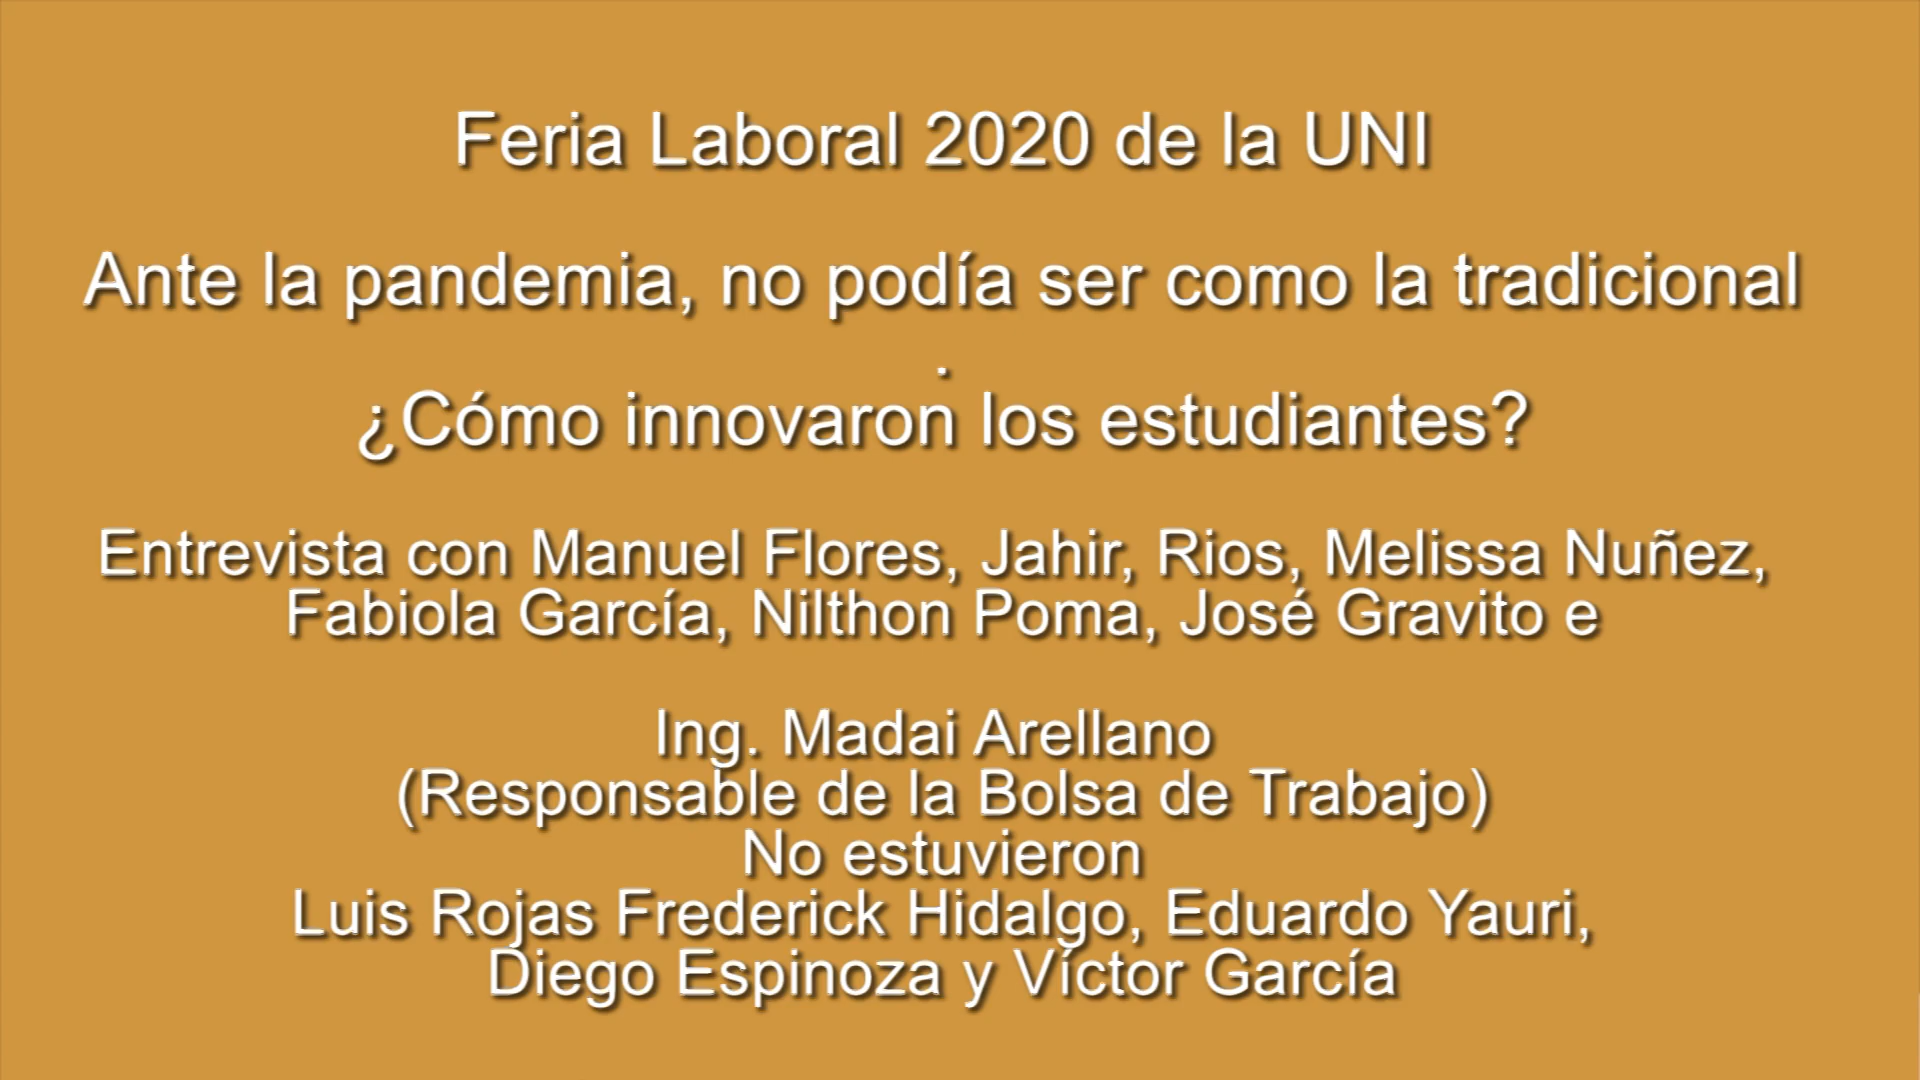 Feria Laboral 2020 de la UNI
Ante la pandemia, no podía ser como la tradicional
.
¿Cómo innovaron los estudiantes?
Entrevista con Manuel Flores, Jahir, Rios, Melissa Nuñez,
Fabiola García, Nilthon Poma, José Gravito e
Ing. Madai Arellano
(Responsable de la Bolsa de Trabajo)
No estuvieron
Luis Rojas Frederick Hidalgo, Eduardo Yauri,
Diego Espinoza y Víctor García